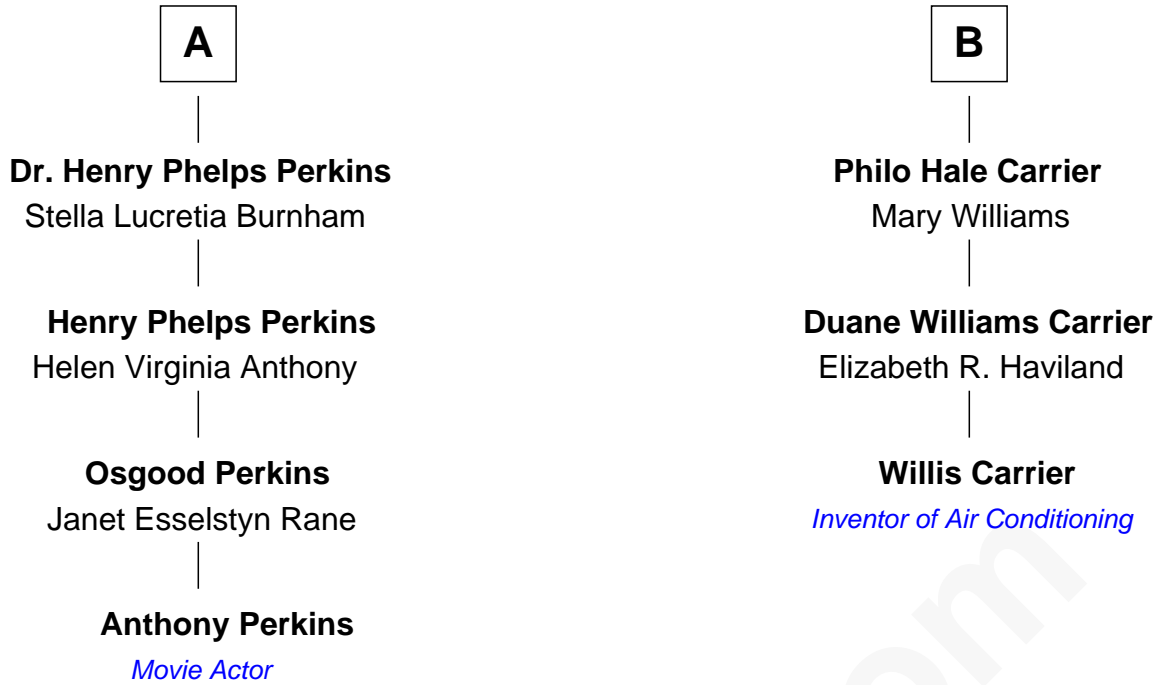 A
Dr. Henry Phelps Perkins
Stella Lucretia Burnham
Henry Phelps Perkins
Helen Virginia Anthony
Osgood Perkins
Janet Esselstyn Rane
Anthony Perkins
Movie Actor
B
Philo Hale Carrier
Mary Williams
Duane Williams Carrier
Elizabeth R. Haviland
Willis Carrier
Inventor of Air Conditioning
om